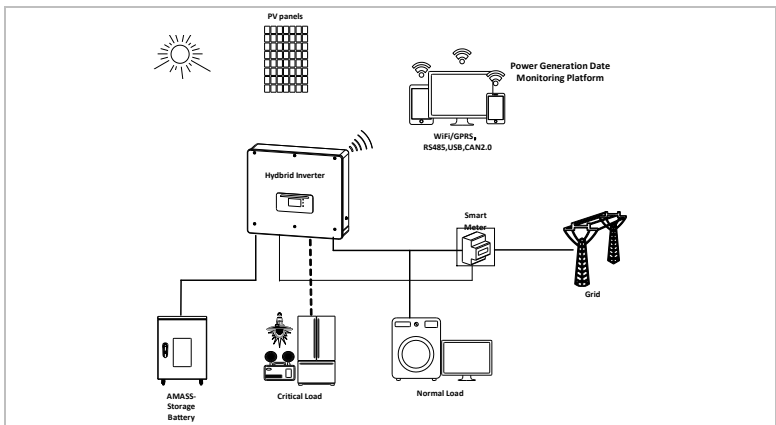 PV panels
Power Generation Date
Monitoring Platform
WiFi/GPRS,
RS485,USB,CAN2.0
Hydbrid Inverter
Smart
Meter
Grid
AMASS-
Storage
Battery
Critical Load
Normal Load